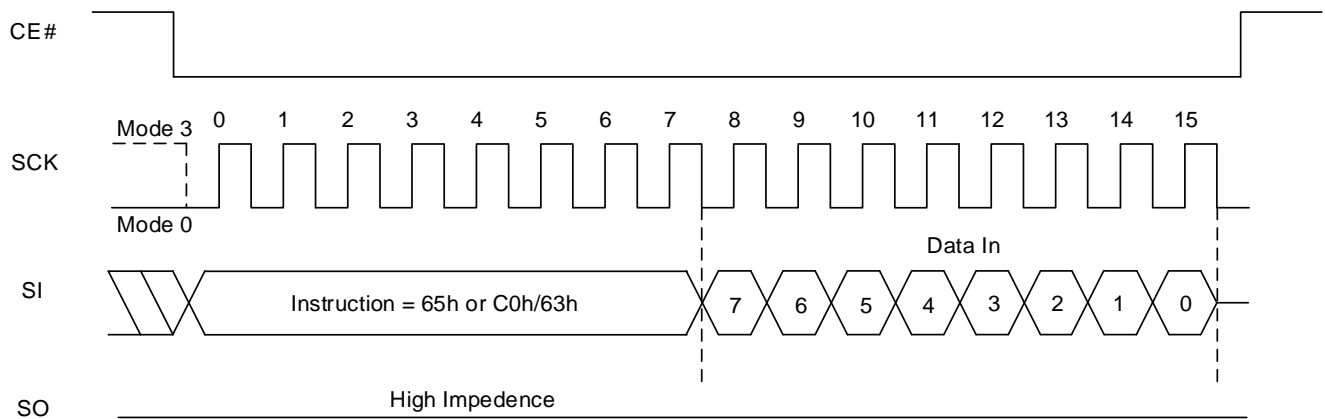 CE#
Mode 3
0 1 2 3 4 5 6 7 8 9 10 11 12 13 14 15
SCK
Mode 0
Data In
SI
Instruction = 65h or C0h/63h
7 6 5 4 3 2 1 0
High Impedence
SO